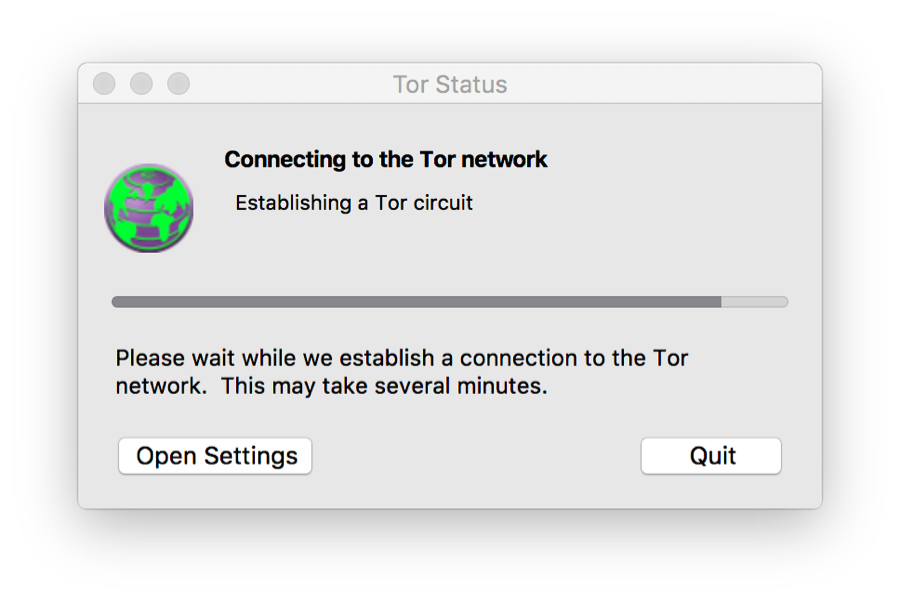 Tor Status
Connecting to the Tor network
Establishing a Tor circuit
Please wait while we establish a connection to the Tor
network.  This may take several minutes.
Open Settings
Quit